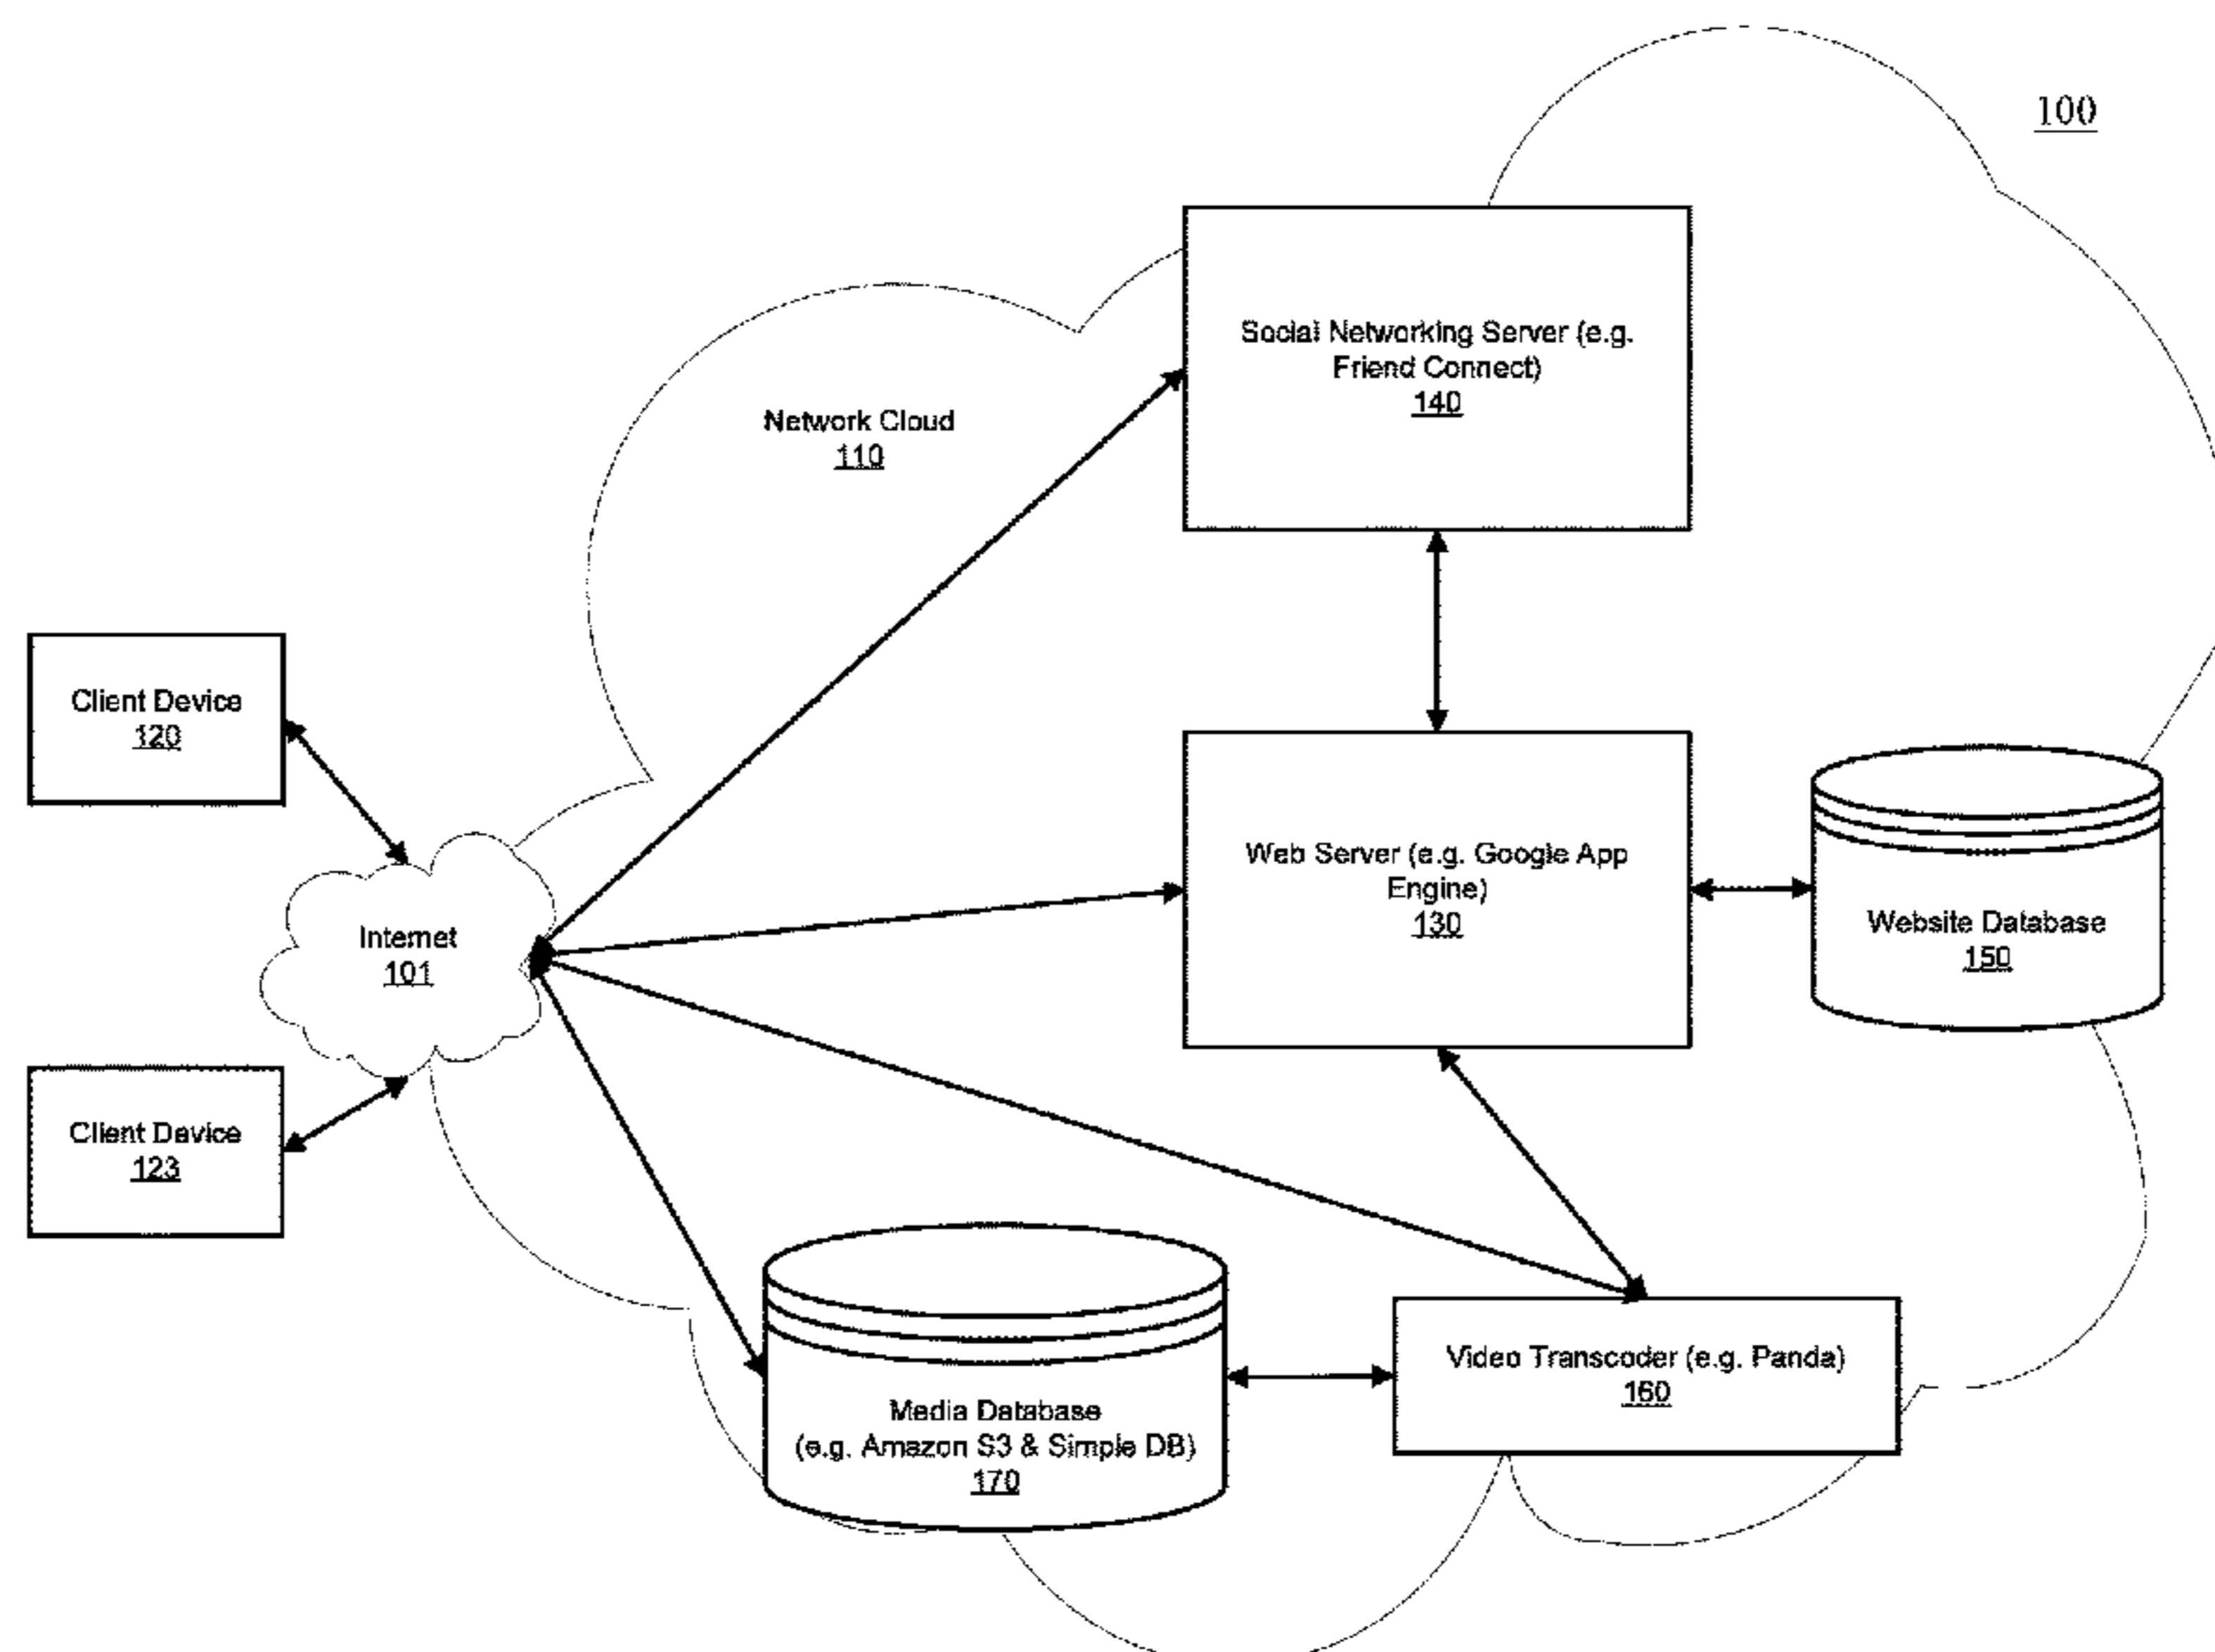 100
Social Networking Server (e.g.
Friend Connect)
140
Network Cloud
110
Client Device
120
Web Server (e.g. Google App
Engine)
130
Website Database
150
Internet
101
Client Device
123
Video Transcoder (e.g. Panda)
160
Media Database
(e.g. Amazon S3 & Simple DB)
170